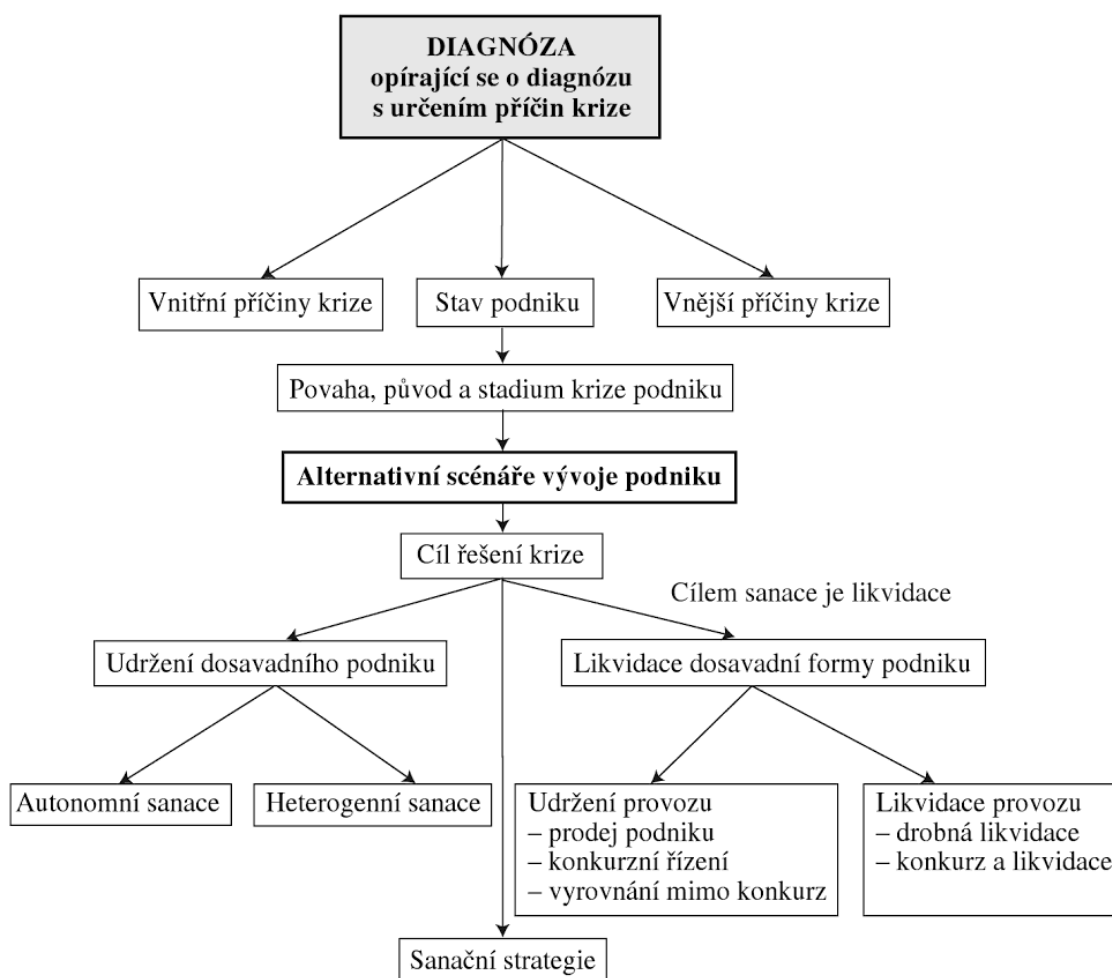 DIAGNÓZA
opírající se o diagnózu
s určením příčin krize
Vnitřní příčiny krize
Stav podniku
Vnější příčiny krize
Povaha, původ a stadium krize podniku
Alternativní scénáře vývoje podniku
Cíl řešení krize
Cílem sanace je likvidace
Udržení dosavadního podniku
Likvidace dosavadní formy podniku
Autonomní sanace
Heterogenní sanace
Udržení provozu
– prodej podniku
– konkurzní řízení
– vyrovnání mimo konkurz
Likvidace provozu
– drobná likvidace
– konkurz a likvidace
Sanační strategie